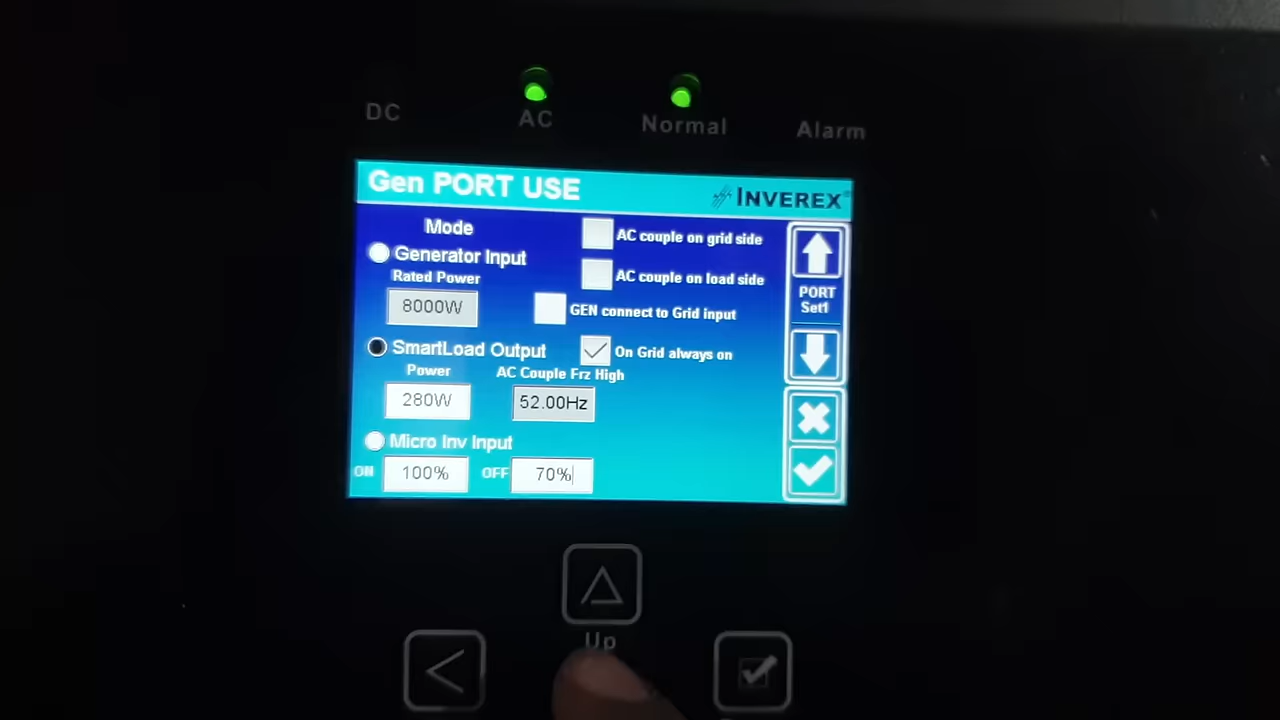 DC
AC
Normal
Alarm
Gen PORT USE
INVEREX
Mode
AC couple on grid side
Generator Input
Rated Power
AC couple on load side
8000W
GEN connect to Grid input
PORT
Set1
SmartLoad Output
On Grid always on
Power
AC Couple Frz High
280W
52.00Hz
Micro Inv Input
ON
100%
OFF
70%
Up